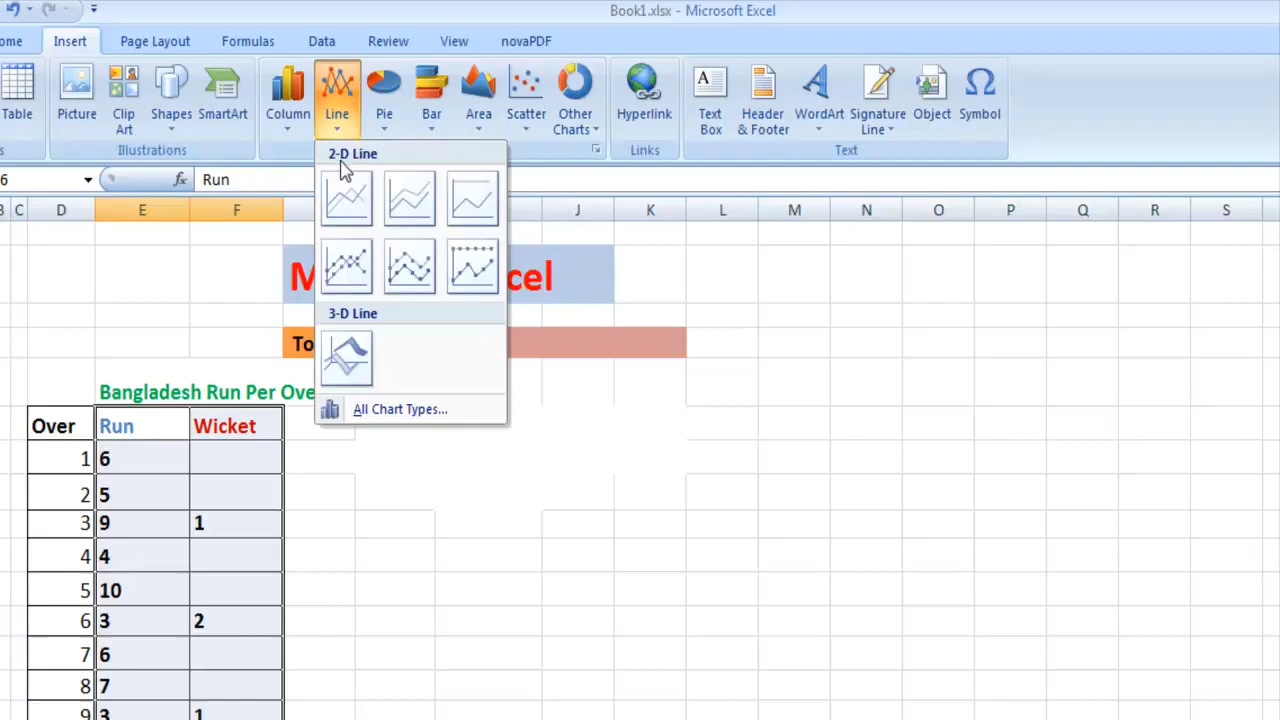 Book1.xlsx - Microsoft Excel
ome Insert Page Layout Formulas Data Review View novaPDF
Table Picture Clip Art Shapes SmartArt Column Line Pie Bar Area Scatter Other Charts Hyperlink Text Box Header & Footer WordArt Signature Line Object Symbol
s Illustrations Links Text
2-D Line
6 fx Run
B C D E F J K L M N O P Q R S
M cel
3-D Line
To
Bangladesh Run Per Ove
All Chart Types...
Over Run Wicket
1 6
2 5
3 9 1
4 4
5 10
6 3 2
7 6
8 7
9 3 1